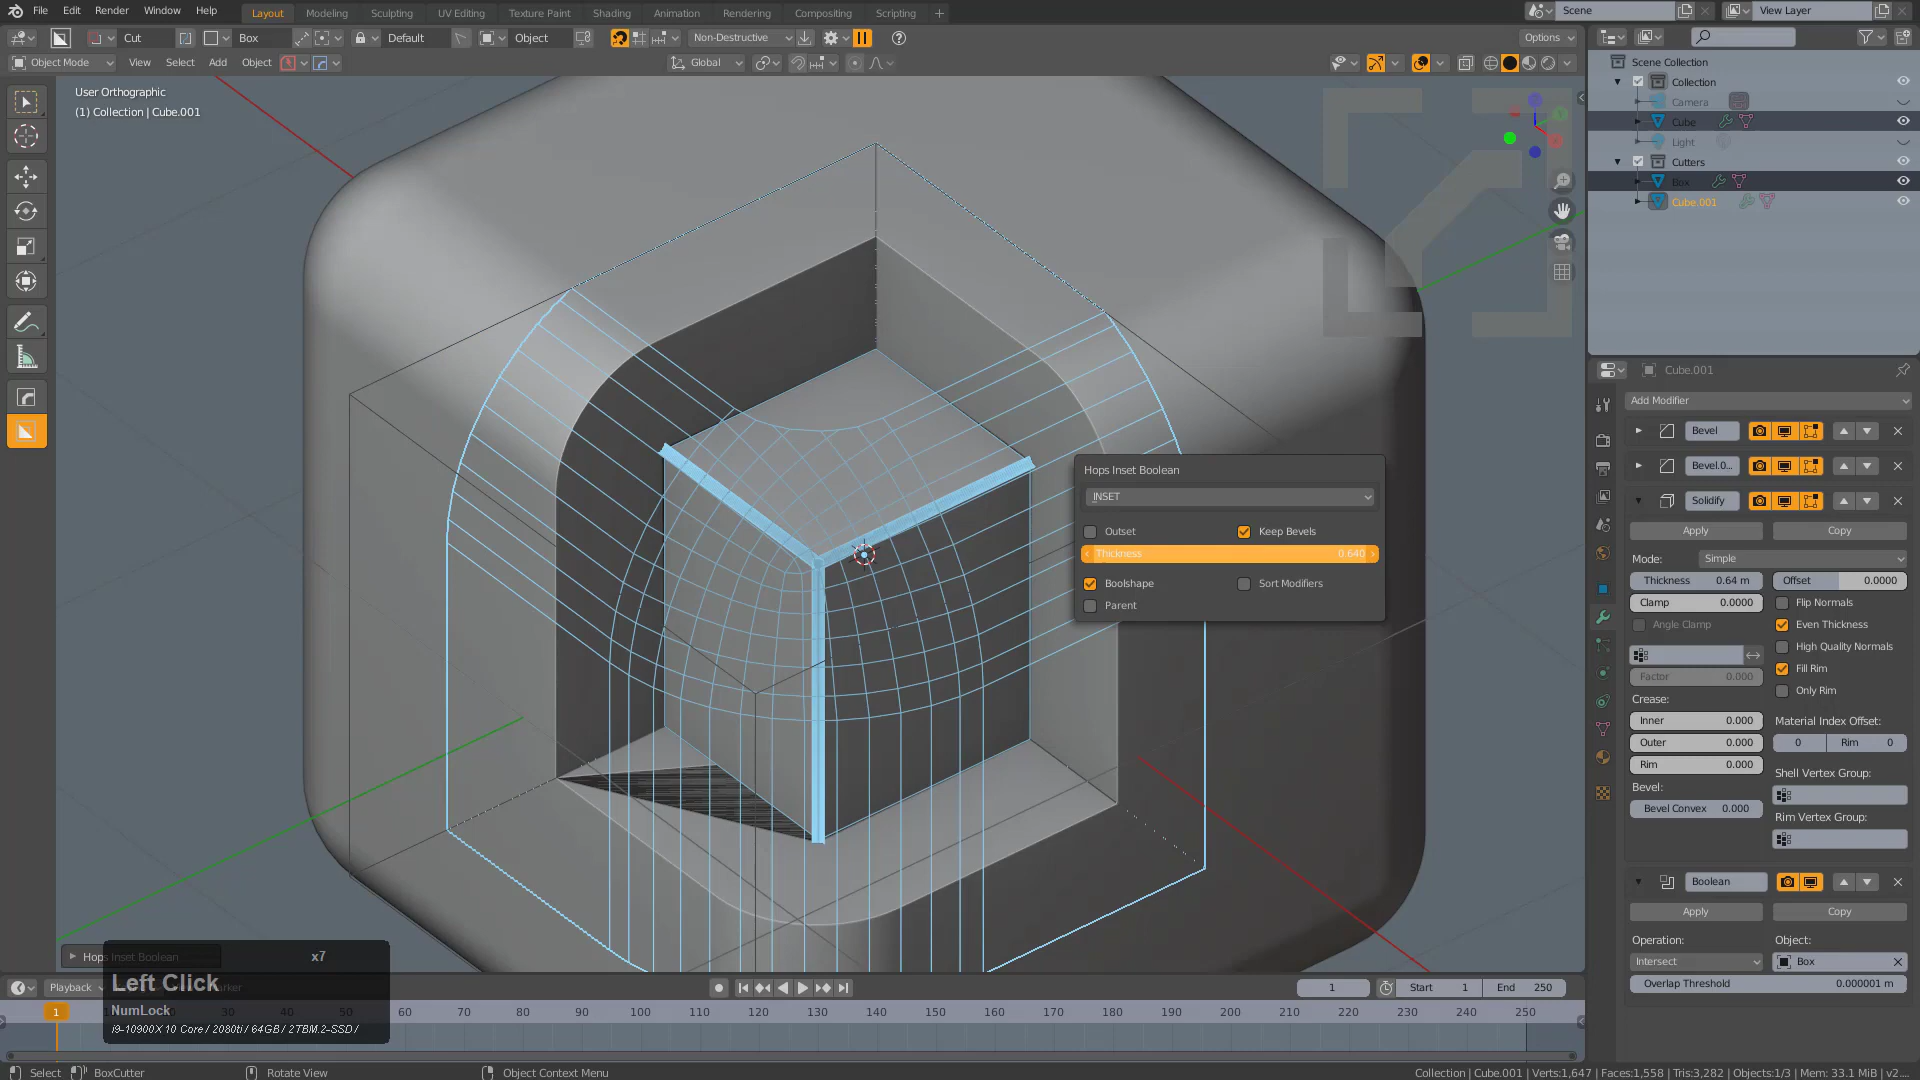 File Edit Render Window Help
Layout Modeling Sculpting UV Editing Texture Paint Shading Animation Rendering Compositing Scripting
Scene
View Layer
Cut
Box
Default
Object
Non-Destructive
Options
Object Mode View Select Add Object
Global
User Orthographic
(1) Collection | Cube.001
Scene Collection
Collection
Camera
Cube
Light
Cutters
Box
Cube.001
Hops Inset Boolean
INSET
Outset Keep Bevels
Thickness 0.640
Boolshape Sort Modifiers
Parent
Cube.001
Add Modifier
Bevel
Bevel.0...
Solidify
Apply Copy
Mode: Simple
Thickness 0.64 m Offset 0.0000
Clamp 0.0000 Flip Normals
Angle Clamp Even Thickness
High Quality Normals
Factor 0.000 Fill Rim
Crease: Only Rim
Inner 0.000 Material Index Offset:
Outer 0.000 0 Rim 0
Rim 0.000 Shell Vertex Group:
Bevel:
Bevel Convex 0.000 Rim Vertex Group:
Boolean
Apply Copy
Operation: Object:
Intersect Box
Overlap Threshold 0.000001 m
Hops Inset Boolean
x7
Left Click
NumLock
i9-10900X 10 Core / 2080ti / 64GB / 2TBM.2-SSD /
Playback
1 Start 1 End 250
1 60 70 80 90 100 110 120 130 140 150 160 170 180 190 200 210 220 230 240 250
Select BoxCutter Rotate View Object Context Menu
Collection | Cube.001 | Verts:1,647 | Faces:1,558 | Tris:3,282 | Objects:1/3 | Mem: 33.1 MiB | v2....